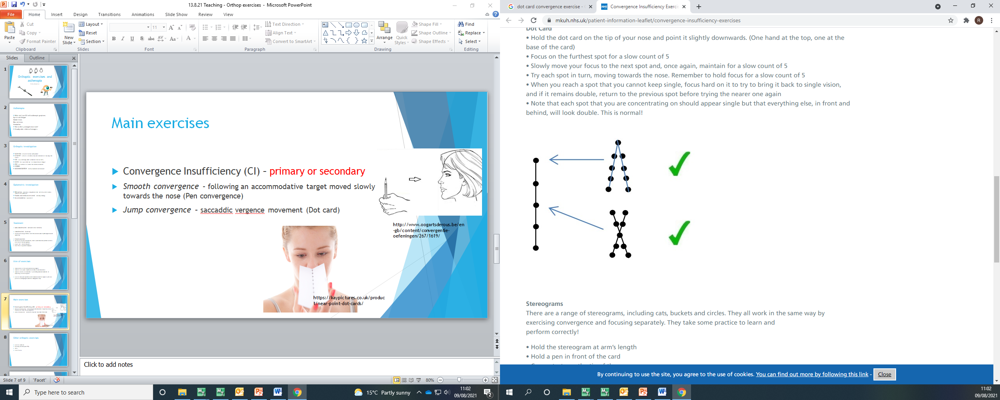 13.8.21 Teaching - Orthop exercises - Microsoft PowerPoint
File Home Insert Design Transitions Animations Slide Show Review View
Paste
Cut
Copy
Format Painter
Clipboard
New Slide
Layout
Reset
Section
Slides
11
Font
Text Direction
Align Text
Convert to SmartArt
Paragraph
Arrange
Quick Styles
Shape Fill
Shape Outline
Shape Effects
Drawing
Find
Replace
Select
Editing
Slides Outline
1
Orthoptic exercises and
asthenopia
2
Asthenopia
3
Orthoptic investigation
4
Optometric investigation
5
Treatment
6
Aim of exercises
7
Main exercises
Convergence Insufficiency (CI) primary or secondary
8
Other orthoptic exercises
9
Main exercises
Convergence Insufficiency (CI) – primary or secondary
Smooth convergence - following an accommodative target moved slowly
towards the nose (Pen convergence)
Jump convergence – saccaddic vergence movement (Dot card)
http://www.oogartsderous.be/en
-gb/content/convergentie-
oefeningen/267/1619/
https://kaypictures.co.uk/produc
t/near-point-dot-cards/
Click to add notes
Slide 7 of 9 "Facet" 80%
Type here to search
15°C Partly sunny
11:02
09/08/2021
2
dot card convergence exercise -
NHS Convergence Insufficiency Exerci
mkuh.nhs.uk/patient-information-leaflet/convergence-insufficiency-exercises
R
Dot Card
• Hold the dot card on the tip of your nose and point it slightly downwards. (One hand at the top, one at the
base of the card)
• Focus on the furthest spot for a slow count of 5
• Slowly move your focus to the next spot and, once again, maintain for a slow count of 5
• Try each spot in turn, moving towards the nose. Remember to hold focus for a slow count of 5
• When you reach a spot that you cannot keep single, focus hard on it to try to bring it back to single vision,
and if it remains double, return to the previous spot before trying the nearer one again
• Note that each spot that you are concentrating on should appear single but that everything else, in front and
behind, will look double. This is normal!
Stereograms
There are a range of stereograms, including cats, buckets and circles. They all work in the same way by
exercising convergence and focusing separately. They take some practice to learn and
perform correctly!
• Hold the stereogram at arm's length
• Hold a pen in front of the card
By continuing to use the site, you agree to the use of cookies. You can find out more by following this link - Close
11:02
09/08/2021